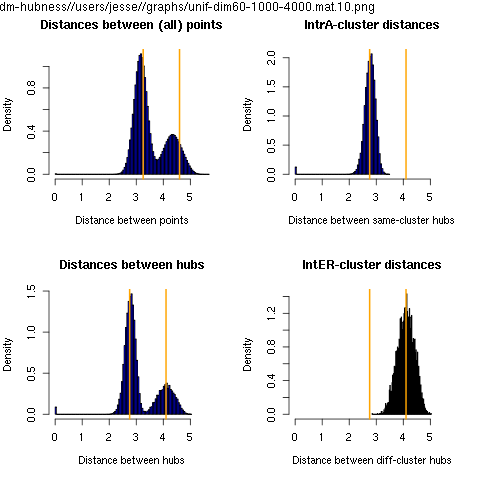 dm-hubness//users/jesse//graphs/unif-dim60-1000-4000.mat.10.png
Distances between (all) points
Density
0.0 0.4 0.8
0 1 2 3 4 5
Distance between points
IntrA-cluster distances
Density
0.0 0.5 1.0 1.5 2.0
0 1 2 3 4 5
Distance between same-cluster hubs
Distances between hubs
Density
0.0 0.5 1.0 1.5
0 1 2 3 4 5
Distance between hubs
IntER-cluster distances
Density
0.0 0.4 0.8 1.2
0 1 2 3 4 5
Distance between diff-cluster hubs